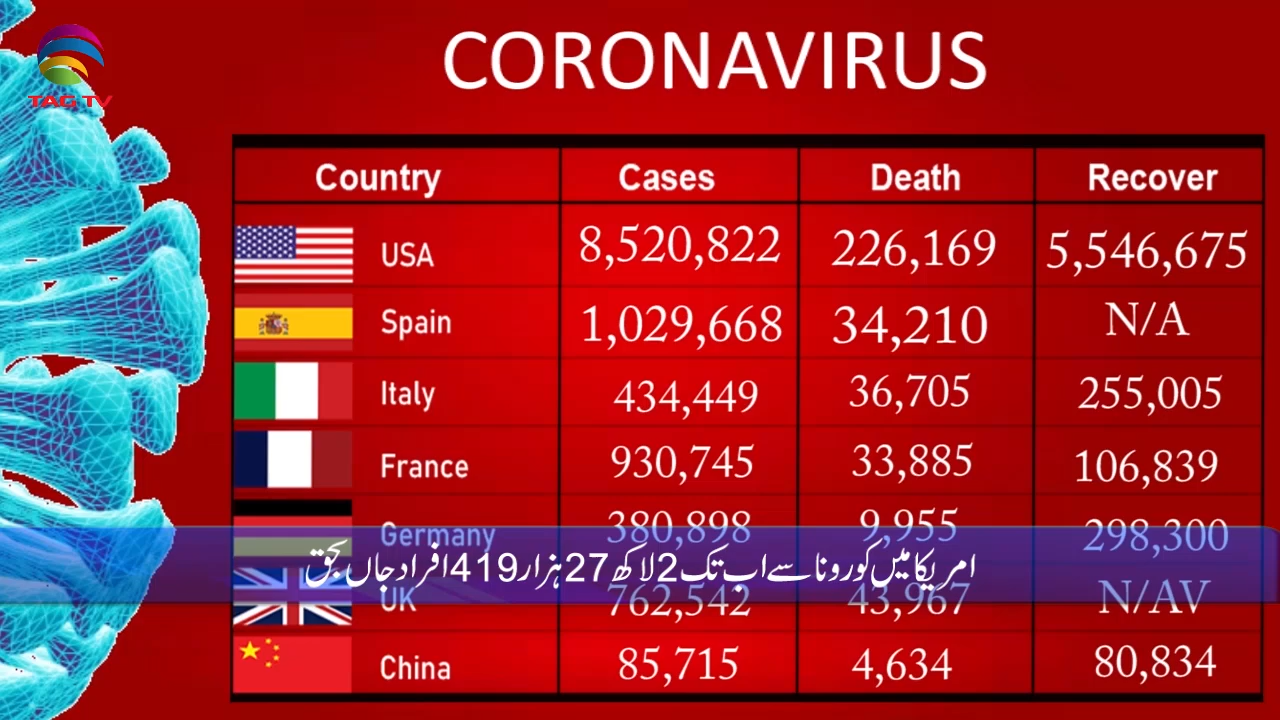 TAG TV
CORONAVIRUS
Country Cases Death Recover
USA 8,520,822 226,169 5,546,675
Spain 1,029,668 34,210 N/A
Italy 434,449 36,705 255,005
France 930,745 33,885 106,839
Germany 380,898 9,955 298,300
امریکا میں کورونا سے اب تک 2 لاکھ 27 ہزار 419 افراد جاں بحق
UK 762,542 43,967 N/AV
China 85,715 4,634 80,834